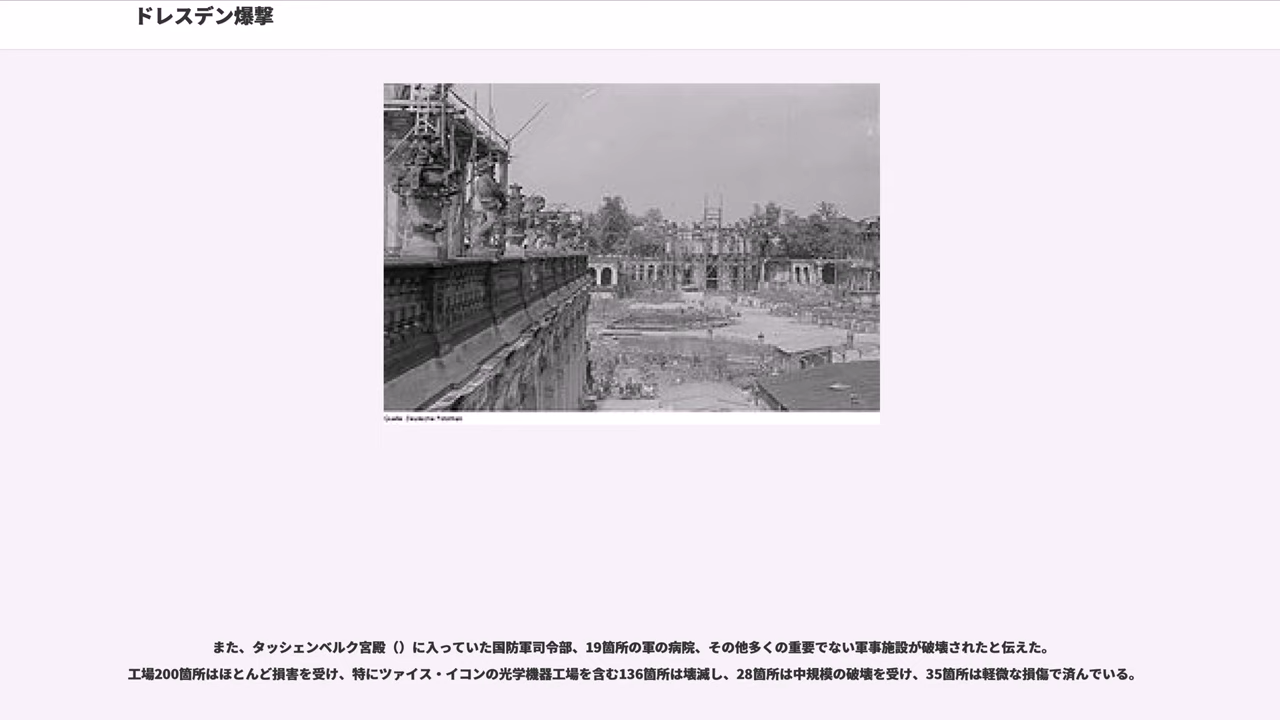 ドレスデン爆撃
Quelle: Deutsche Fotothek
また、タッシェンベルク宮殿（）に入っていた国防軍司令部、19箇所の軍の病院、その他多くの重要でない軍事施設が破壊されたと伝えた。
工場200箇所はほとんど損害を受け、特にツァイス・イコンの光学機器工場を含む136箇所は壊滅し、28箇所は中規模の破壊を受け、35箇所は軽微な損傷で済んでいる。